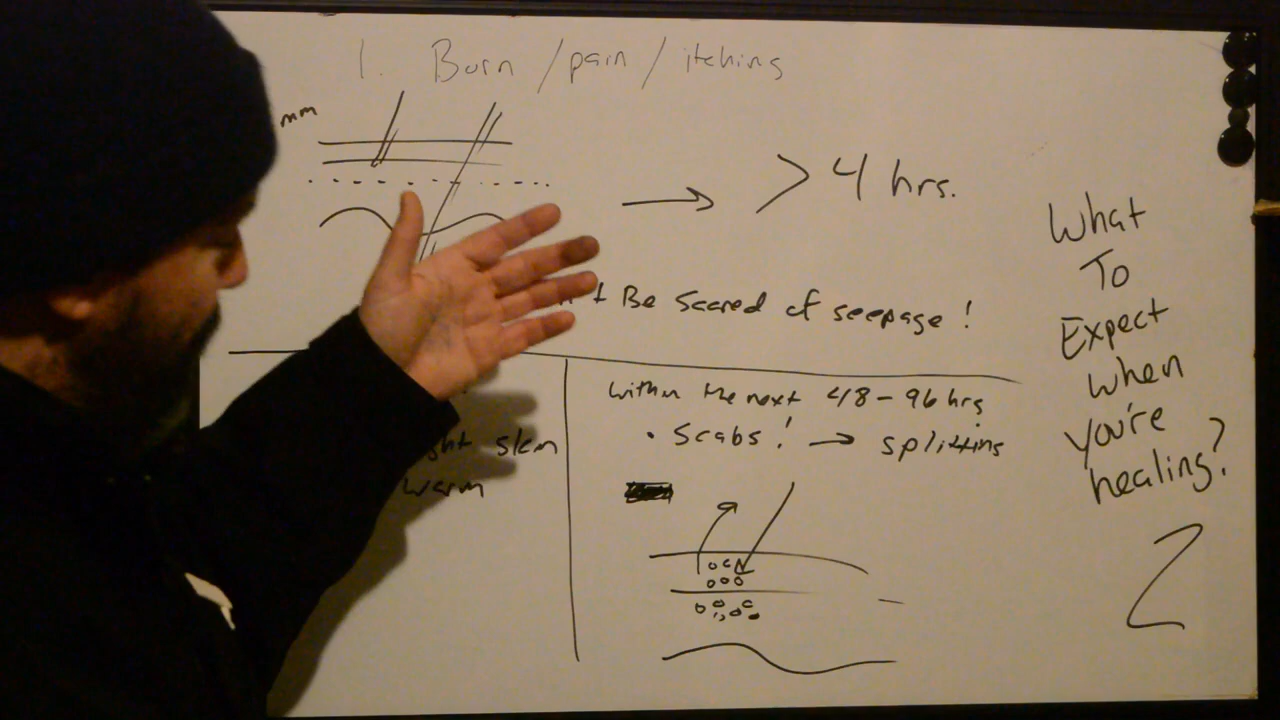 1. Burn / pain / itching
mm
> 4 hrs.
Be Scared of seepage!
within the next 48 - 96 hrs
• Scabs! → splitting
skin
warm
What
To
Expect
when
you're
healing?
2